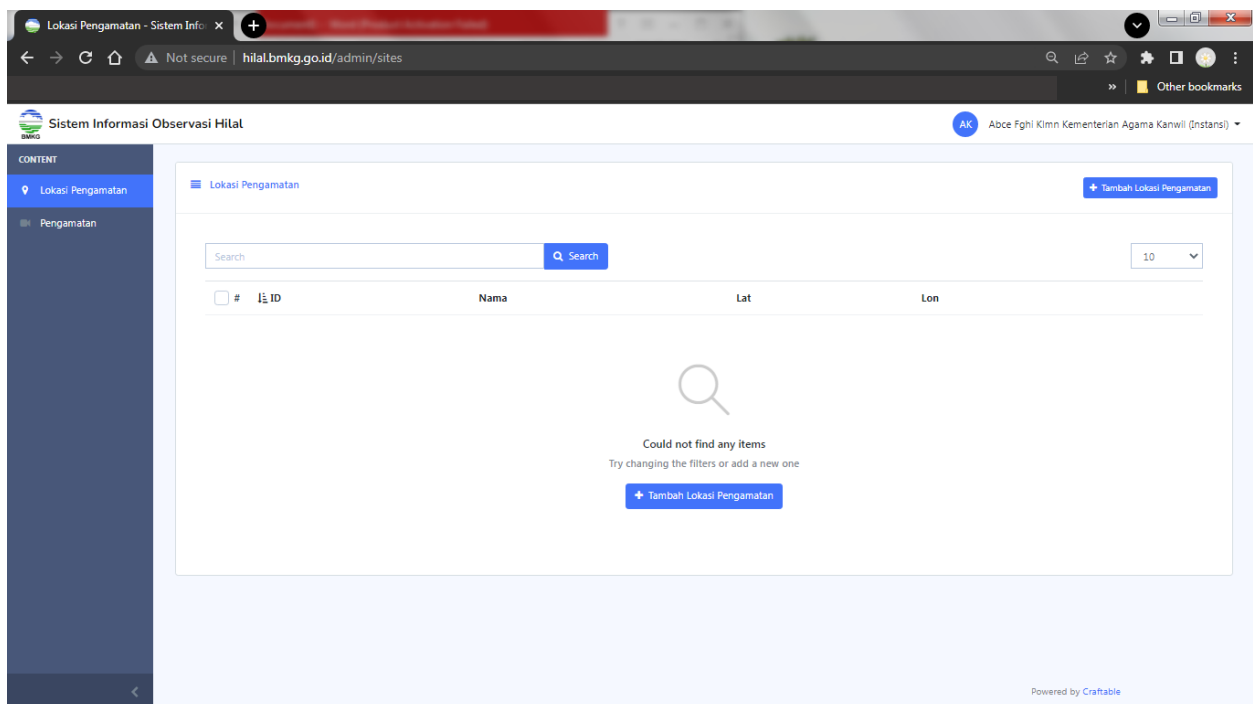 Lokasi Pengamatan - Sistem Info
Not secure | hilal.bmkg.go.id/admin/sites
» Other bookmarks
BMKG
Sistem Informasi Observasi Hilal
AK Abce Fghi Klmn Kementerian Agama Kanwil (Instansi)
CONTENT
Lokasi Pengamatan
Pengamatan
Lokasi Pengamatan
+ Tambah Lokasi Pengamatan
Search
Search
10
# ID Nama Lat Lon
Could not find any items
Try changing the filters or add a new one
+ Tambah Lokasi Pengamatan
Powered by Craftable